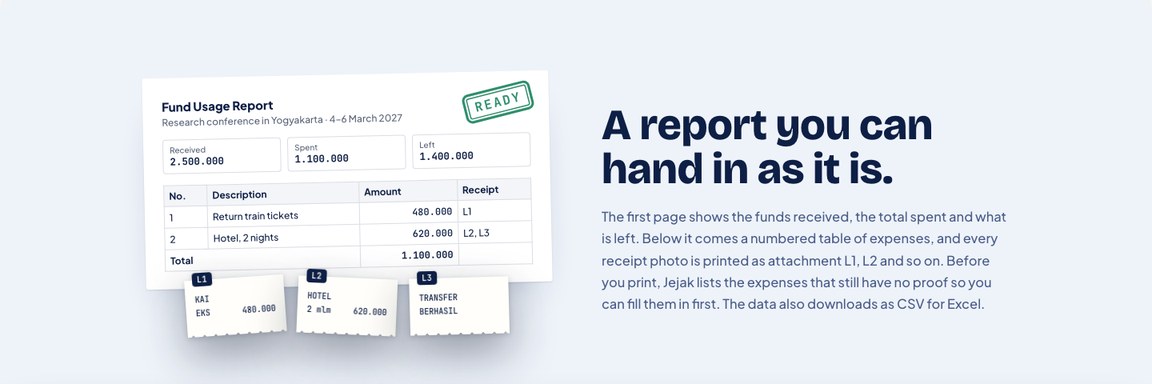 Fund Usage Report
Research conference in Yogyakarta · 4–6 March 2027
READY
Received
2.500.000
Spent
1.100.000
Left
1.400.000
No. Description Amount Receipt
1 Return train tickets 480.000 L1
2 Hotel, 2 nights 620.000 L2, L3
Total 1.100.000
L1
KAI
EKS 480.000
L2
HOTEL
2 mlm 620.000
L3
TRANSFER
BERHASIL
A report you can
hand in as it is.
The first page shows the funds received, the total spent and what
is left. Below it comes a numbered table of expenses, and every
receipt photo is printed as attachment L1, L2 and so on. Before
you print, Jejak lists the expenses that still have no proof so you
can fill them in first. The data also downloads as CSV for Excel.